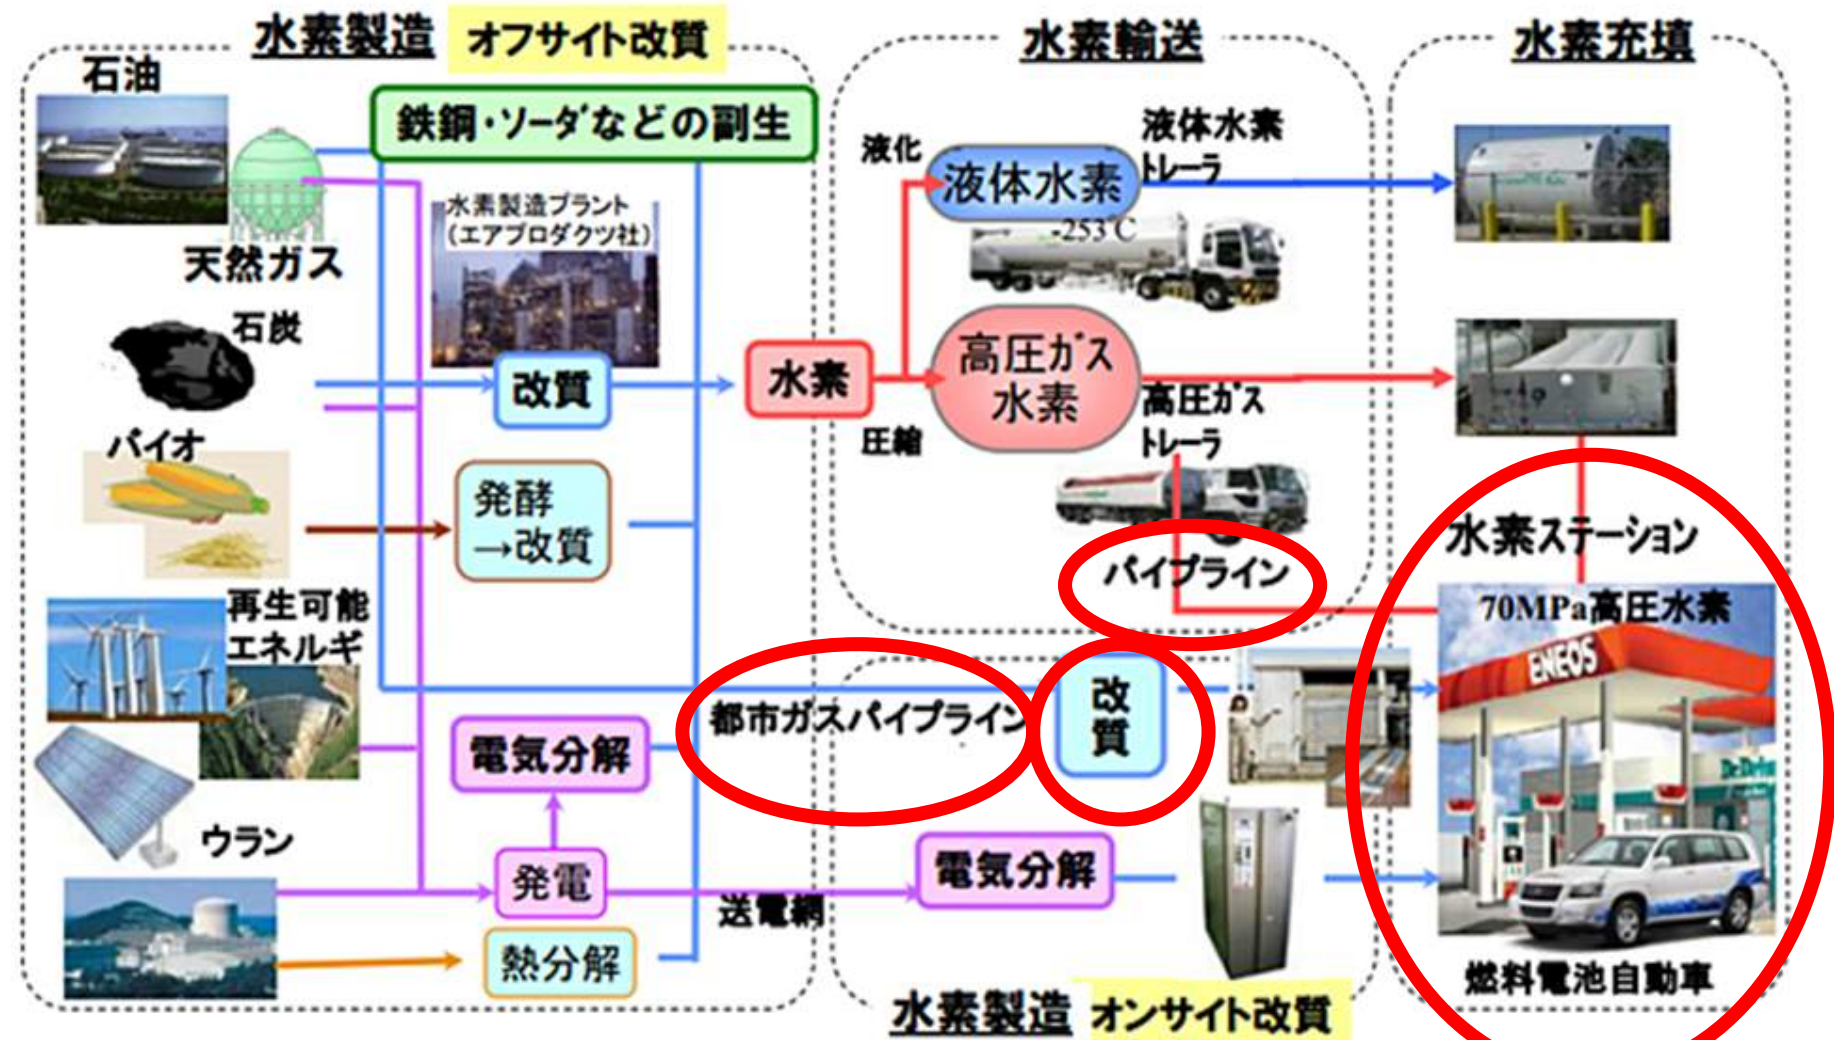 水素製造 オフサイト改質
石油
鉄鋼・ソーダなどの副生
天然ガス
水素製造プラント
(エアプロダクツ社)
石炭
改質
水素
バイオ
発酵
→改質
再生可能
エネルギ
電気分解
ウラン
発電
熱分解
送電網
水素輸送
液化
液体水素
液体水素
トレーラ
-253℃
高圧ガス
水素
圧縮
高圧ガス
トレーラ
パイプライン
都市ガスパイプライン
改
質
電気分解
水素製造 オンサイト改質
水素充填
水素ステーション
70MPa高圧水素
ENEOS
燃料電池自動車